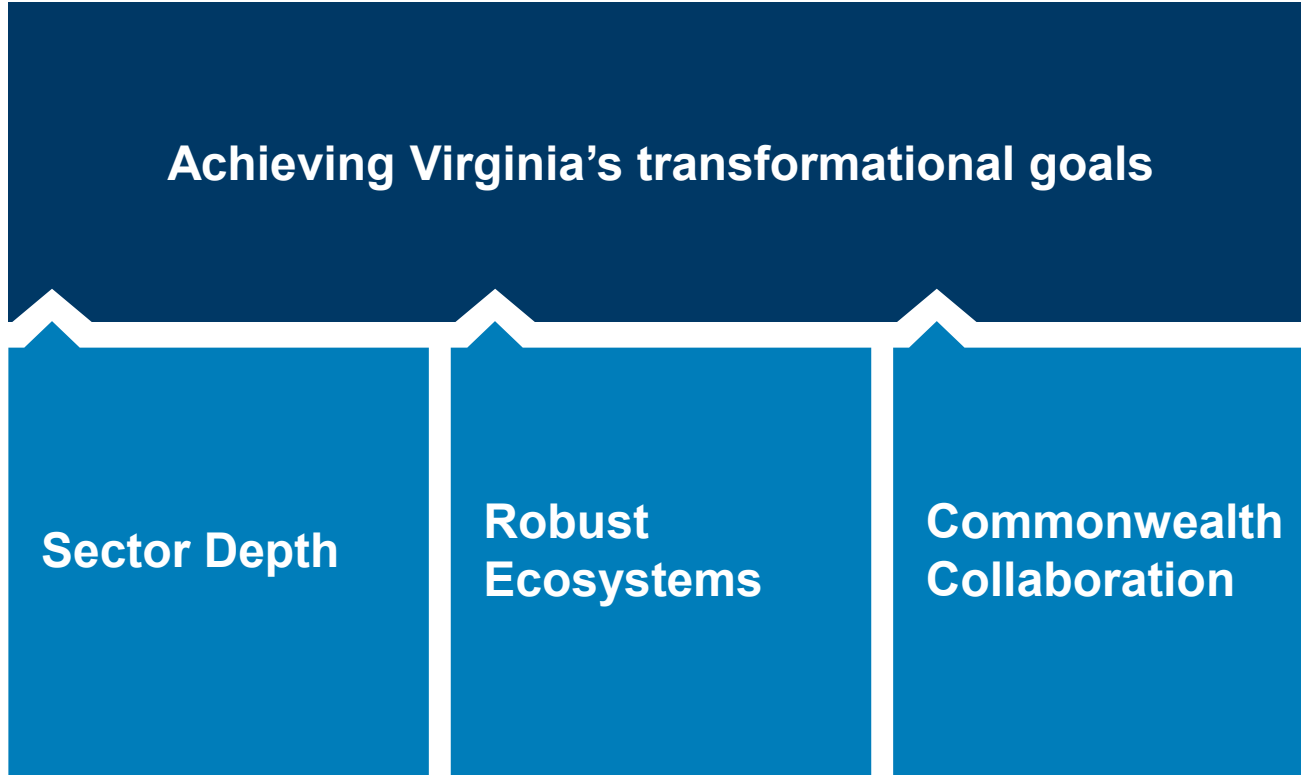 Achieving Virginia’s transformational goals
Sector Depth
Robust
Ecosystems
Commonwealth
Collaboration